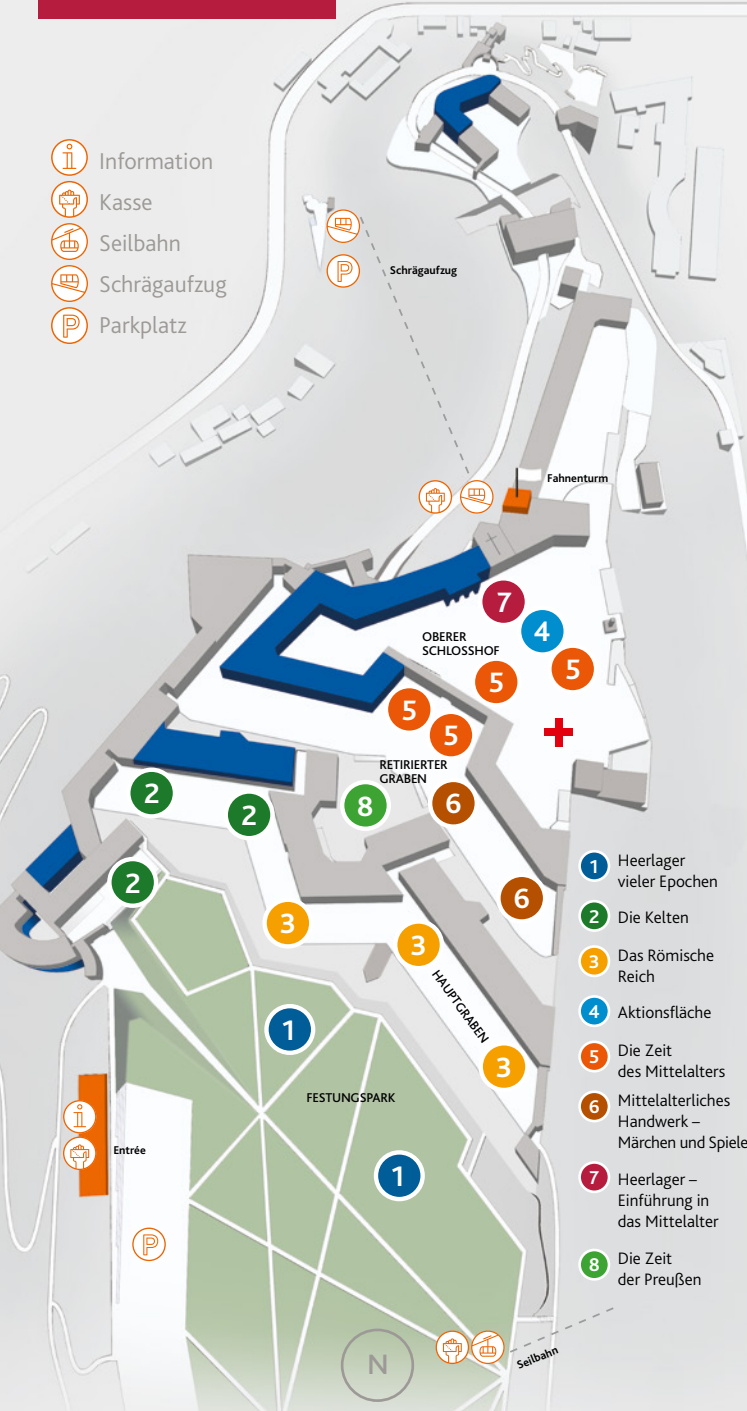 Information
Kasse
Seilbahn
Schrägaufzug
P
Parkplatz
P
Schrägaufzug
Fahnenturm
7
4
OBERER
SCHLOSSHOF
5
5
5
5
RETIRIERTER
GRABEN
2
2
8
6
2
6
3
3
HAUPTGRABEN
1
3
FESTUNGSPARK
Entrée
1
P
N
Seilbahn
1 Heerlager
vieler Epochen
2 Die Kelten
3 Das Römische
Reich
4 Aktionsfläche
5 Die Zeit
des Mittelalters
6 Mittelalterliches
Handwerk –
Märchen und Spiele
7 Heerlager –
Einführung in
das Mittelalter
8 Die Zeit
der Preußen